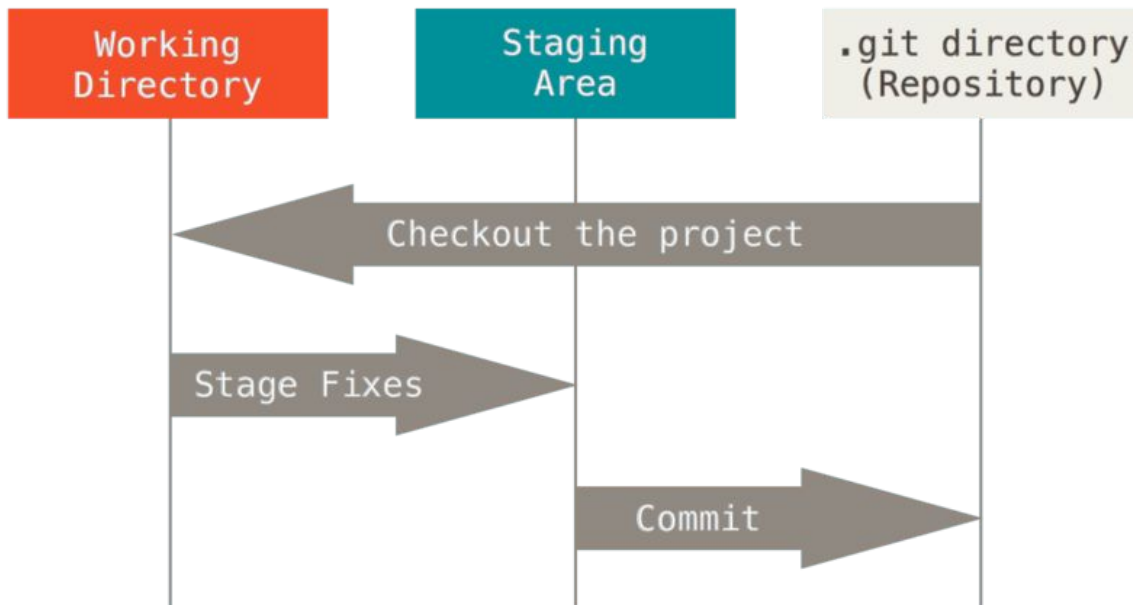 Working
Directory
Staging
Area
.git directory
(Repository)
Checkout the project
Stage Fixes
Commit